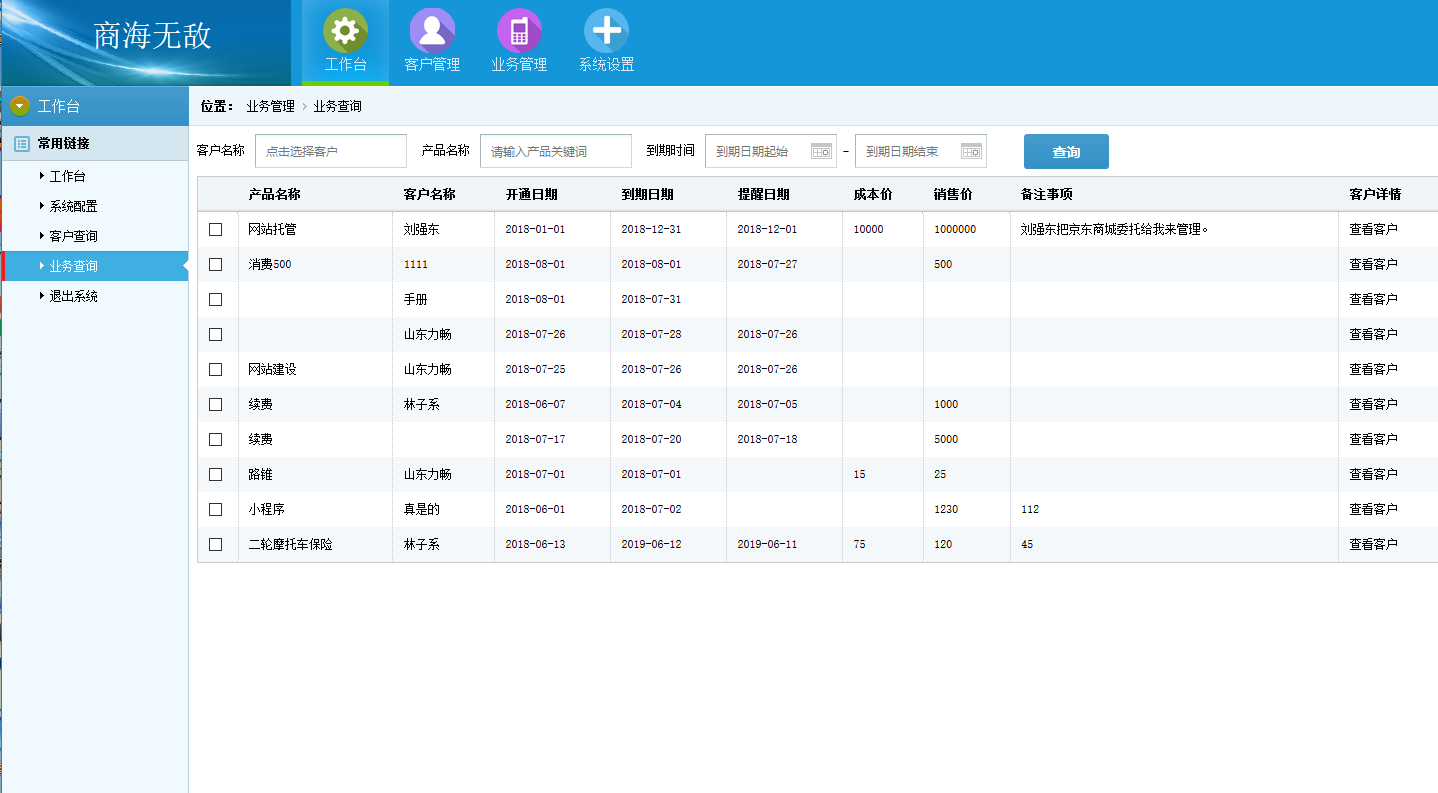 商海无敌
工作台 客户管理 业务管理 系统设置
工作台
常用链接
工作台
系统配置
客户查询
业务查询
退出系统
位置： 业务管理 › 业务查询
客户名称 点击选择客户 产品名称 请输入产品关键词 到期时间 到期日期起始 - 到期日期结束 查询
产品名称 客户名称 开通日期 到期日期 提醒日期 成本价 销售价 备注事项 客户详情
网站托管 刘强东 2018-01-01 2018-12-31 2018-12-01 10000 1000000 刘强东把京东商城委托给我来管理。 查看客户
消费500 1111 2018-08-01 2018-08-01 2018-07-27 500 查看客户
手册 2018-08-01 2018-07-31 查看客户
山东力畅 2018-07-26 2018-07-28 2018-07-26 查看客户
网站建设 山东力畅 2018-07-25 2018-07-26 2018-07-26 查看客户
续费 林子系 2018-06-07 2018-07-04 2018-07-05 1000 查看客户
续费 2018-07-17 2018-07-20 2018-07-18 5000 查看客户
路锥 山东力畅 2018-07-01 2018-07-01 15 25 查看客户
小程序 真是的 2018-06-01 2018-07-02 1230 112 查看客户
二轮摩托车保险 林子系 2018-06-13 2019-06-12 2019-06-11 75 120 45 查看客户